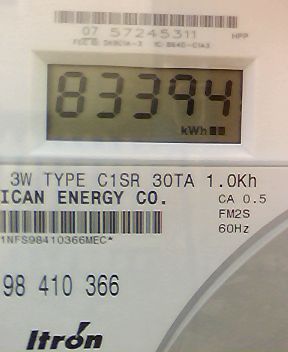 07 57245311 HPP
83394
kWh
3W TYPE C1SR 30TA 1.0Kh
ICAN ENERGY CO. CA 0.5
FM2S
60Hz
1NFS98410366MEC*
98 410 366
Itron